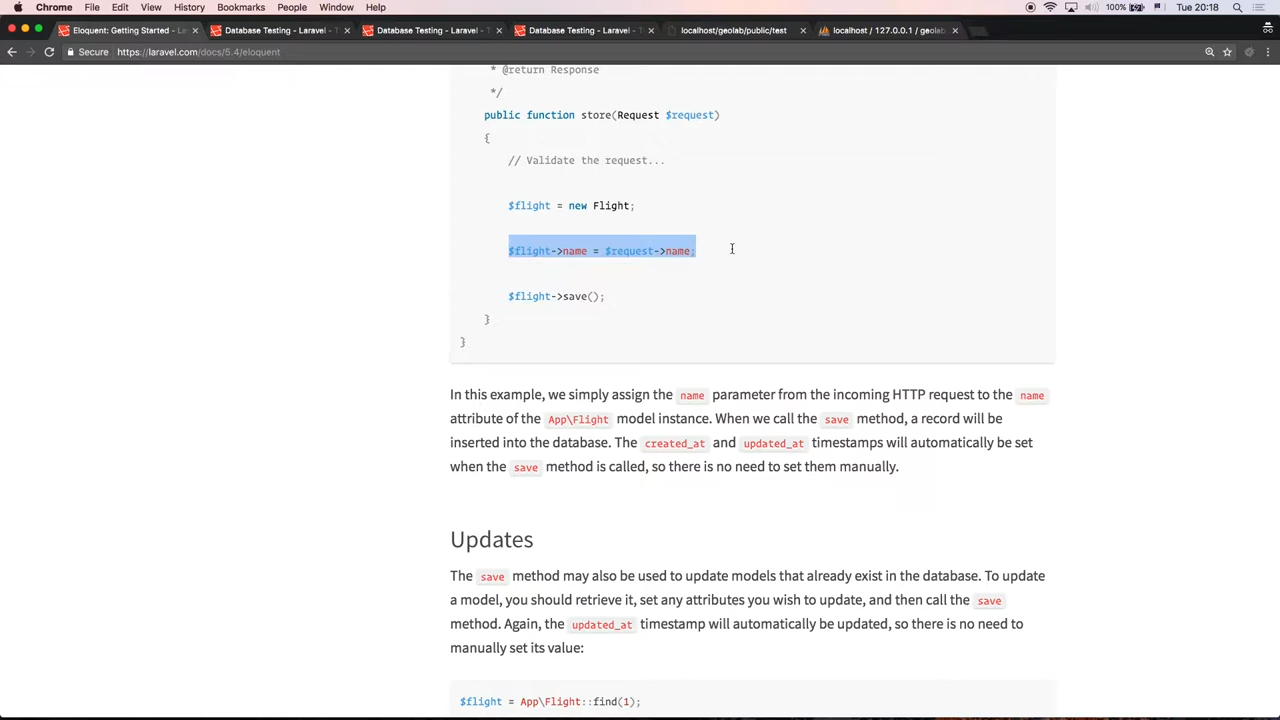 Chrome File Edit View History Bookmarks People Window Help 100% Tue 20:18
Eloquent: Getting Started - La × Database Testing - Laravel - T × Database Testing - Laravel - T × Database Testing - Laravel - T × localhost/geolab/public/test × localhost / 127.0.0.1 / geolab ×
Secure https://laravel.com/docs/5.4/eloquent
* @return Response
*/
public function store(Request $request)
{
// Validate the request...
$flight = new Flight;
$flight->name = $request->name;
$flight->save();
}
}
In this example, we simply assign the name parameter from the incoming HTTP request to the name
attribute of the App\Flight model instance. When we call the save method, a record will be
inserted into the database. The created_at and updated_at timestamps will automatically be set
when the save method is called, so there is no need to set them manually.
Updates
The save method may also be used to update models that already exist in the database. To update
a model, you should retrieve it, set any attributes you wish to update, and then call the save
method. Again, the updated_at timestamp will automatically be updated, so there is no need to
manually set its value:
$flight = App\Flight::find(1);